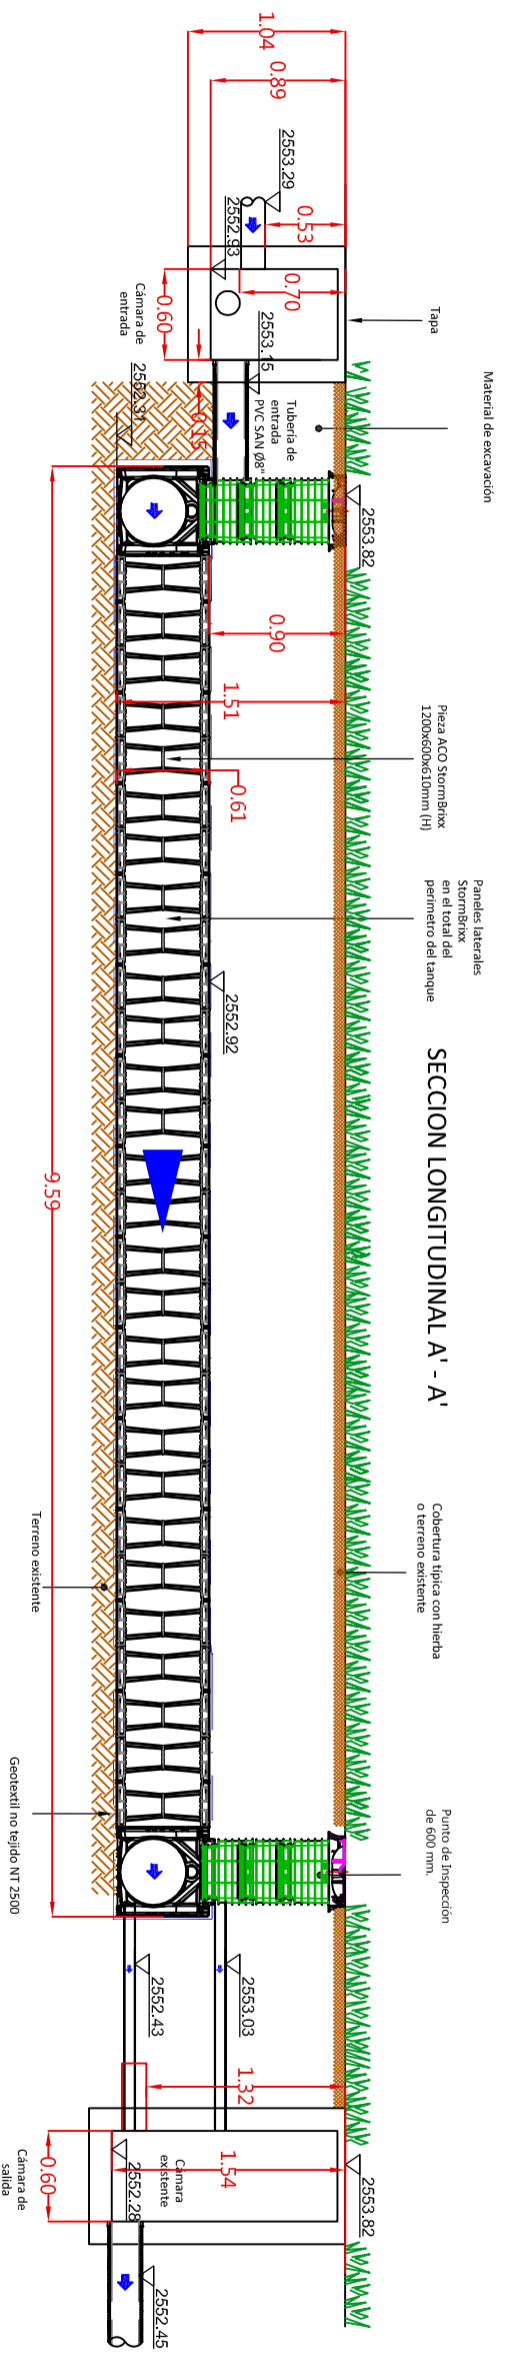 SECCION LONGITUDINAL A' - A'
1.04
0.89
2553.29
0.53
2552.93
0.70
0.60
Cámara de
entrada
2553.15
Tapa
Material de excavación
Tubería de
entrada
PVC SAN Ø8"
0.15
2552.31
2553.82
0.90
1.51
0.61
Pieza ACO StormBrixx
1200x600x610mm (H)
Paneles laterales
StormBrixx
en el total del
perimetro del tanque
2552.92
9.59
Cobertura tipica con hierba
o terreno existente
Terreno existente
Geotextil no tejido NT 2500
Punto de Inspección
de 600 mm.
2552.43
2553.03
1.32
1.54
Cámara
existente
2552.28
0.60
Cámara de
salida
2553.82
2552.45